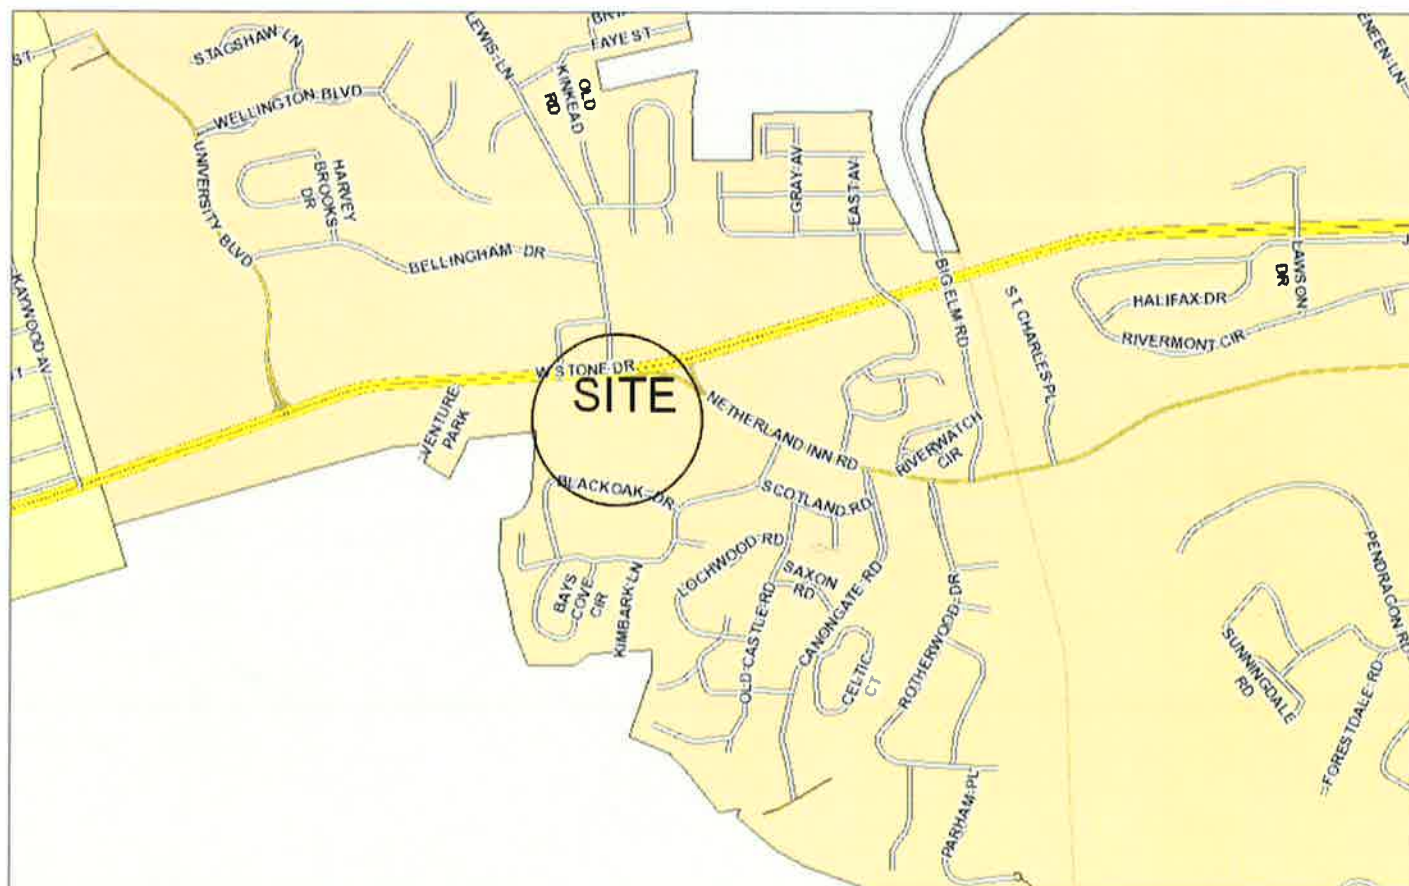 ST
STAGSHAW LN
LEWIS LN
FAYE ST
OLD
KINKEAD
RD
ENEEN LN
WELLINGTON BLVD
UNIVERSITY BLVD
HARVEY
BROOKS
DR
GRAY AV
EAST AV
BELLINGHAM DR
KAYWOOD AV
BIG ELM RD
ST. CHARLES PL
LAWSON
DR
HALIFAX DR
RIVERMONT CIR
W STONE DR
SITE
VENTURE
PARK
NETHERLAND INN RD
RIVERWATCH
CIR
BLACKOAK DR
SCOTLAND RD
LOCHWOOD RD
SAXON
RD
BAYS
COVE
CIR
KIMBARK LN
OLD CASTLE RD
CANONGATE RD
CELTIC
CT
ROTHERWOOD DR
PENDRAGON RD
SUNNINGDALE
RD
FORESTDALE RD
PARHAM PL